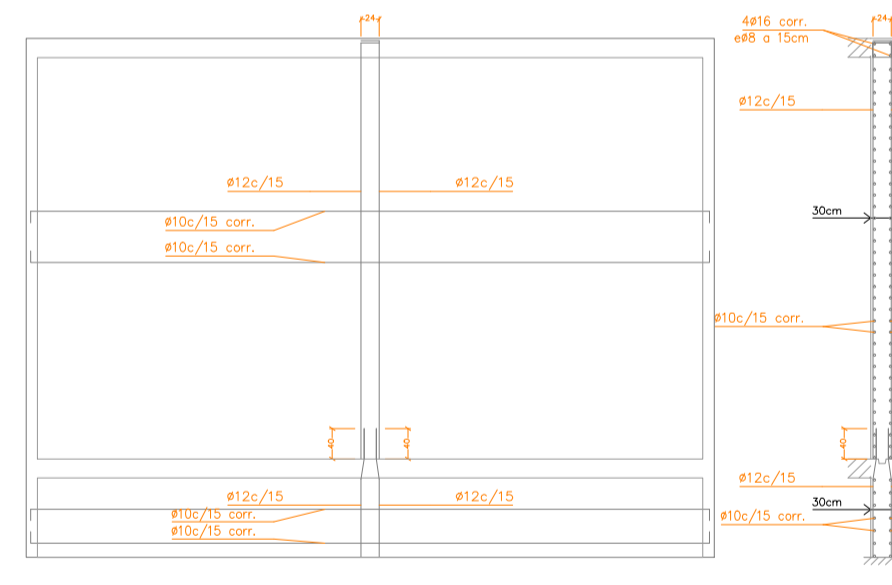 24
24
4ø16 corr.
eø8 a 15cm
ø12c/15
ø12c/15
ø12c/15
30cm
ø10c/15 corr.
ø10c/15 corr.
ø10c/15 corr.
40
40
40
ø12c/15
ø12c/15
ø12c/15
30cm
ø10c/15 corr.
ø10c/15 corr.
ø10c/15 corr.